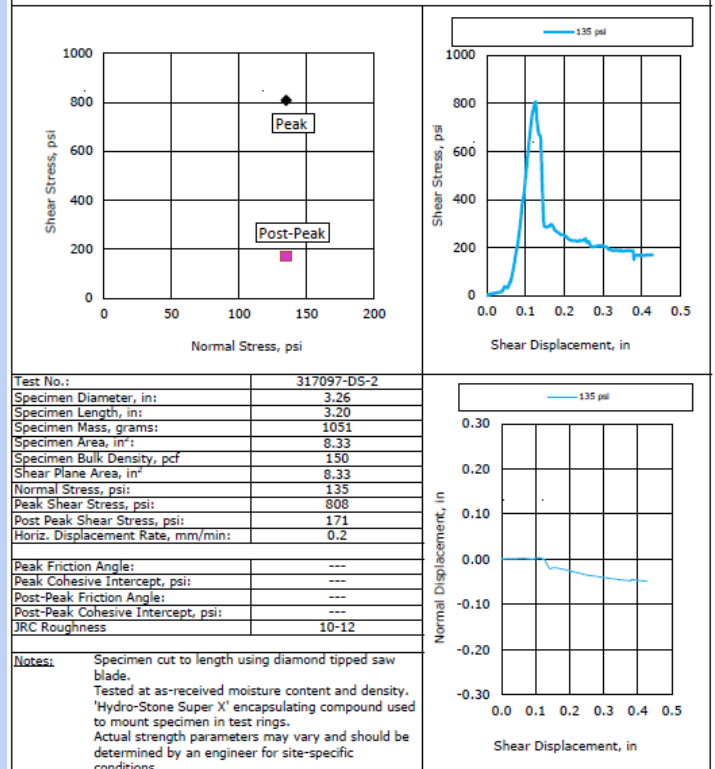 1000
800
600
400
200
0
0 50 100 150 200
Shear Stress, psi
Normal Stress, psi
Peak
Post-Peak
135 psi
1000
800
600
400
200
0
0.0 0.1 0.2 0.3 0.4 0.5
Shear Stress, psi
Shear Displacement, in
Test No.: 317097-DS-2
Specimen Diameter, in: 3.26
Specimen Length, in: 3.20
Specimen Mass, grams: 1051
Specimen Area, in²: 8.33
Specimen Bulk Density, pcf 150
Shear Plane Area, in² 8.33
Normal Stress, psi: 135
Peak Shear Stress, psi: 808
Post Peak Shear Stress, psi: 171
Horiz. Displacement Rate, mm/min: 0.2
Peak Friction Angle: ---
Peak Cohesive Intercept, psi: ---
Post-Peak Friction Angle: ---
Post-Peak Cohesive Intercept, psi: ---
JRC Roughness 10-12
Notes: Specimen cut to length using diamond tipped saw
blade.
Tested at as-received moisture content and density.
'Hydro-Stone Super X' encapsulating compound used
to mount specimen in test rings.
Actual strength parameters may vary and should be
determined by an engineer for site-specific
conditions
135 psi
0.30
0.20
0.10
0.00
-0.10
-0.20
-0.30
0.0 0.1 0.2 0.3 0.4 0.5
Normal Displacement, in
Shear Displacement, in